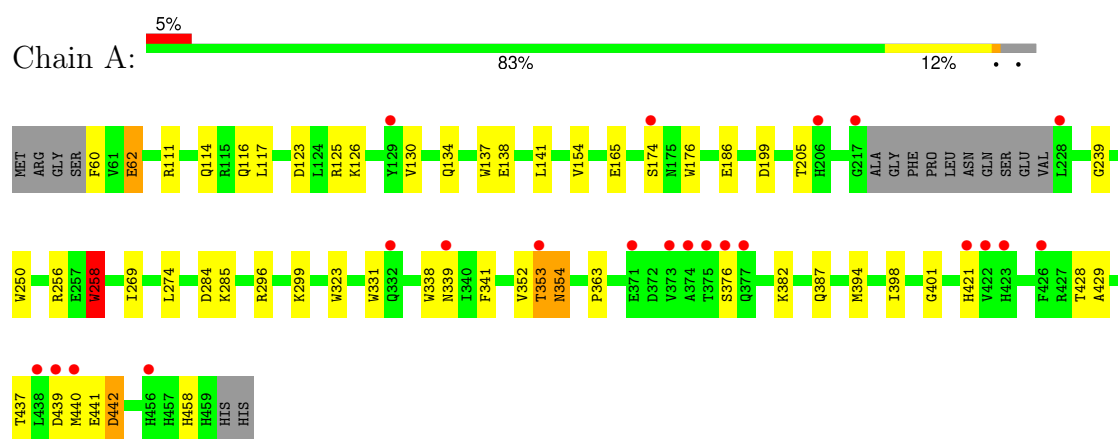 5%
Chain A:
83% 12% • •
MET ARG GLY SER F60 V61 E62 R111 Q114 R115 Q116 L117 D123 L124 R125 K126 Y129 V130 Q134 W137 E138 L141 V154 E165 S174 N175 W176 E186 D199 T205 H206 G217 ALA GLY PHE PRO LEU ASN GLN SER GLU VAL L228 G239
W250 R256 E257 W258 I269 L274 D284 K285 R296 K299 W323 W331 Q332 W338 N339 I340 F341 V352 T353 N354 P363 E371 D372 V373 A374 T375 S376 Q377 K382 Q387 M394 I398 G401 H421 V422 H423 F426 R427 T428 A429
T437 L438 D439 M440 E441 D442 H456 H457 H458 H459 HIS HIS